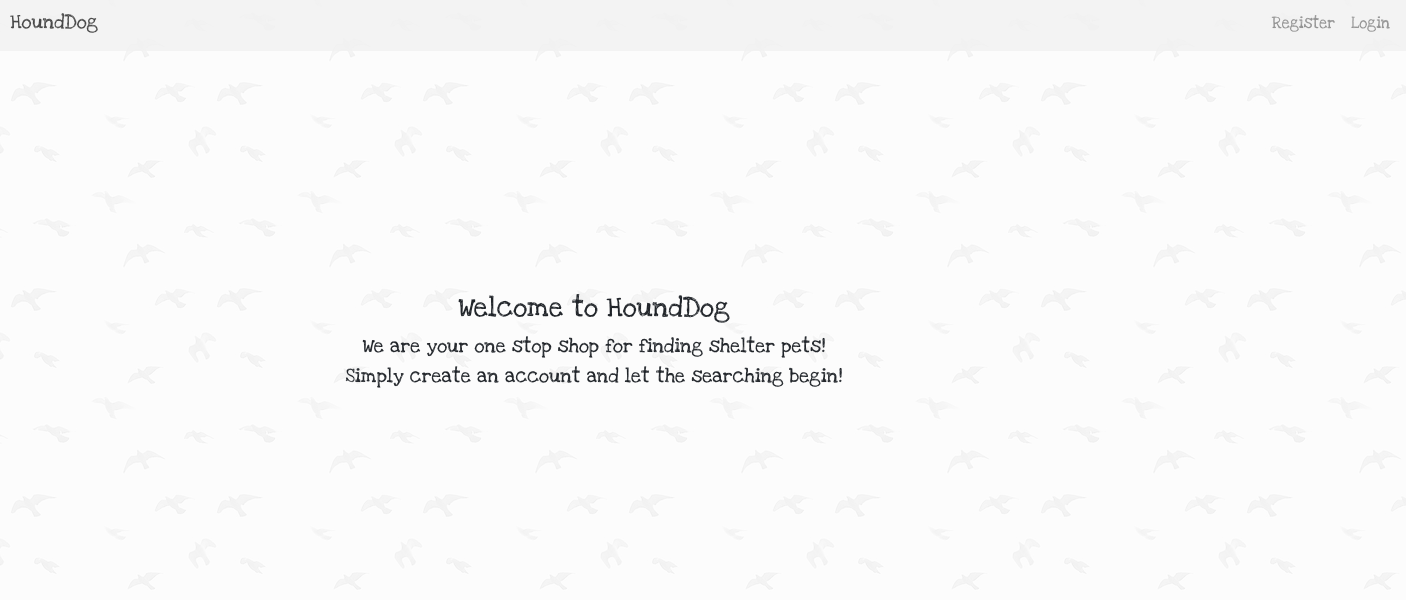 HoundDog
Register Login
Welcome to HoundDog
We are your one stop shop for finding shelter pets!
Simply create an account and let the searching begin!